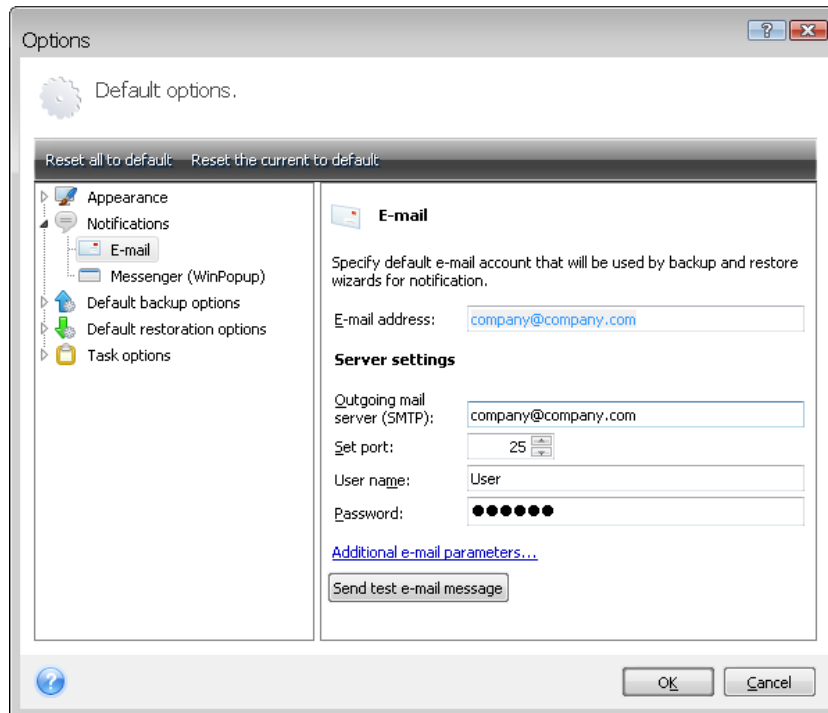 Options
Default options.
Reset all to default Reset the current to default
Appearance
Notifications
E-mail
Messenger (WinPopup)
Default backup options
Default restoration options
Task options
E-mail
Specify default e-mail account that will be used by backup and restore
wizards for notification.
E-mail address: company@company.com
Server settings
Outgoing mail
server (SMTP): company@company.com
Set port: 25
User name: User
Password: ●●●●●●
Additional e-mail parameters...
Send test e-mail message
OK Cancel